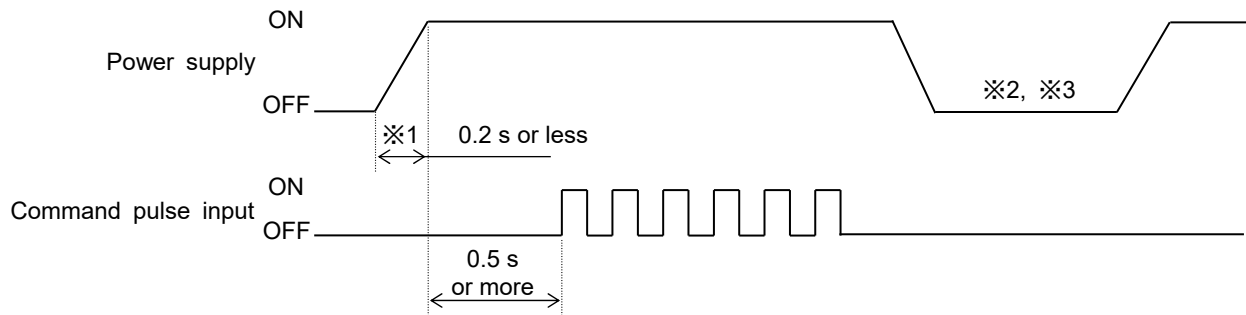 ON
Power supply
OFF
※2, ※3
※1 0.2 s or less
ON
Command pulse input
OFF
0.5 s
or more